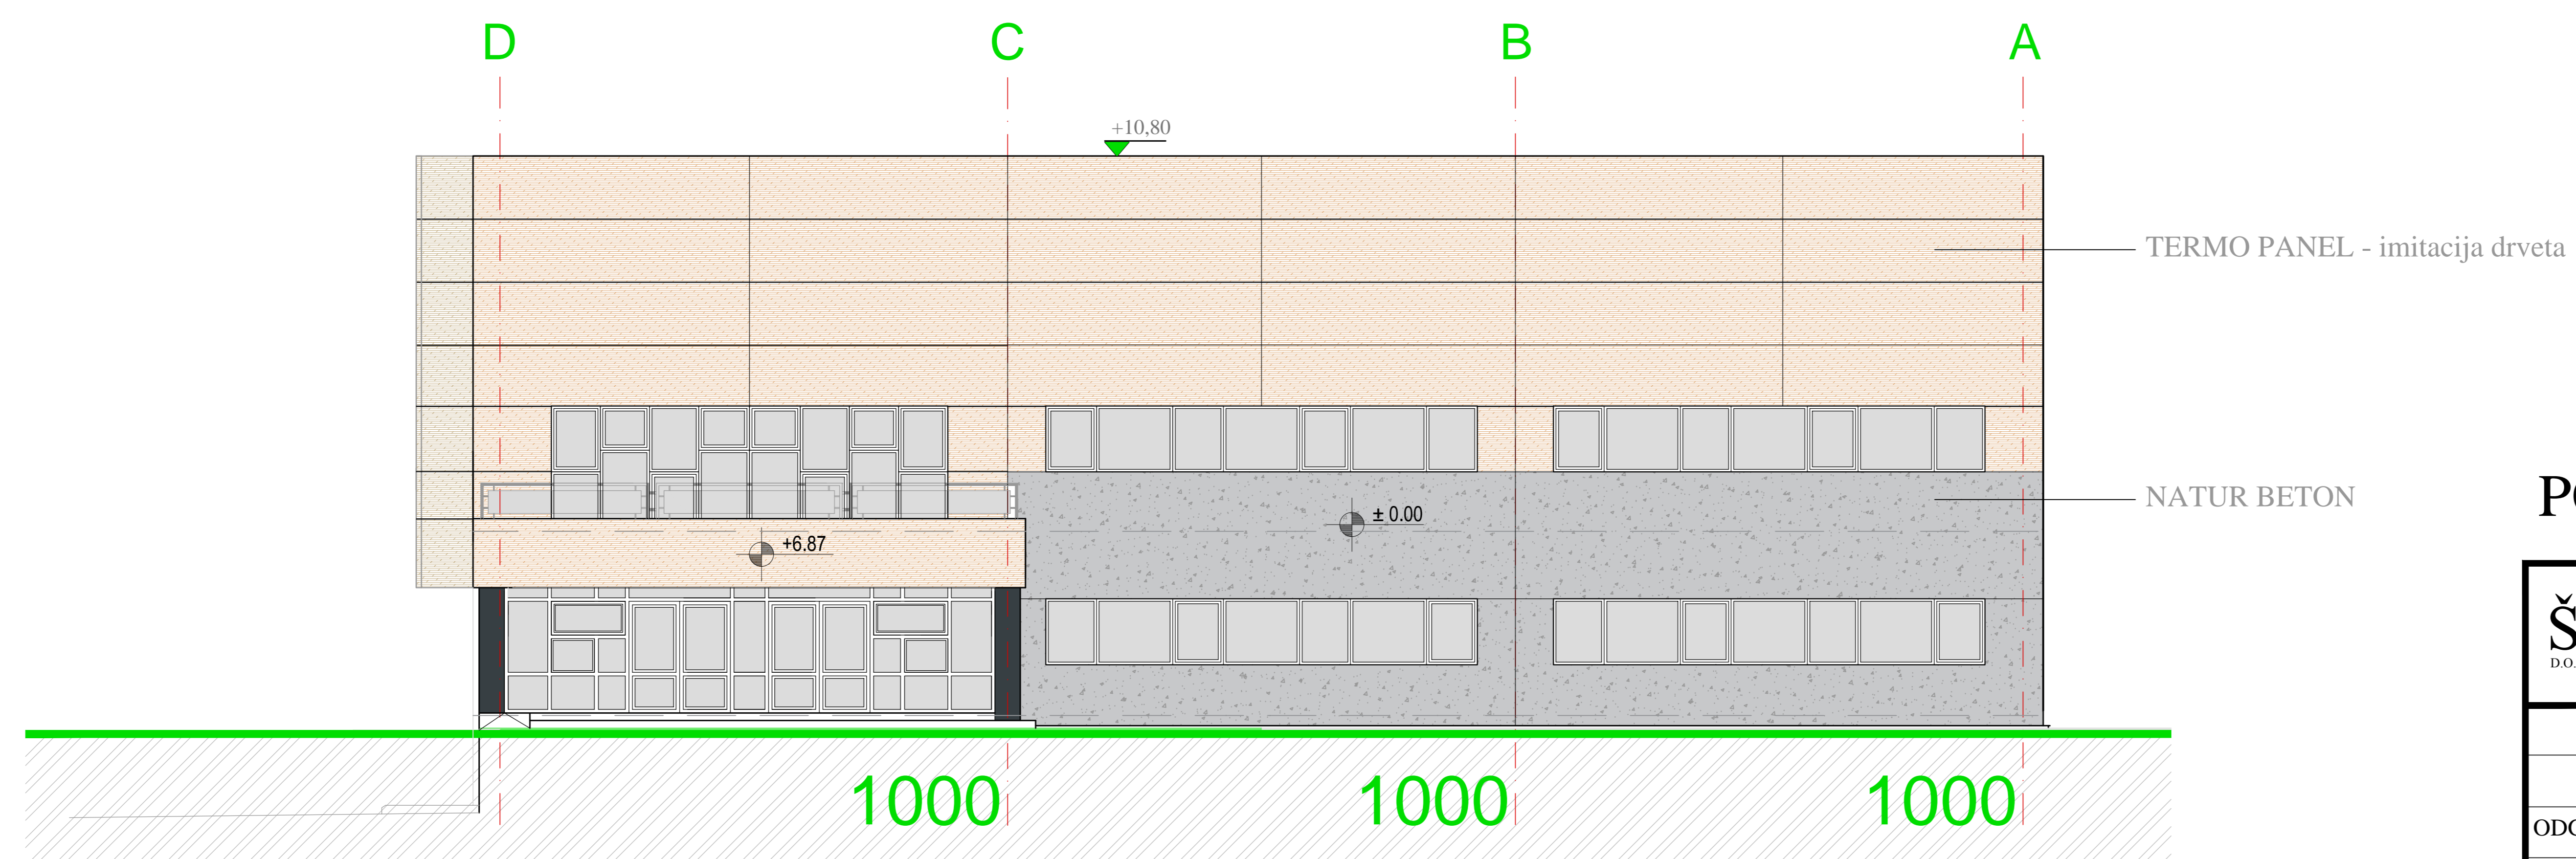 D C B A
+10,80
TERMO PANEL - imitacija drveta
NATUR BETON
± 0.00
+6.87
1000 1000 1000
D.O.